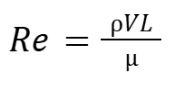 Re = ρVL / μ